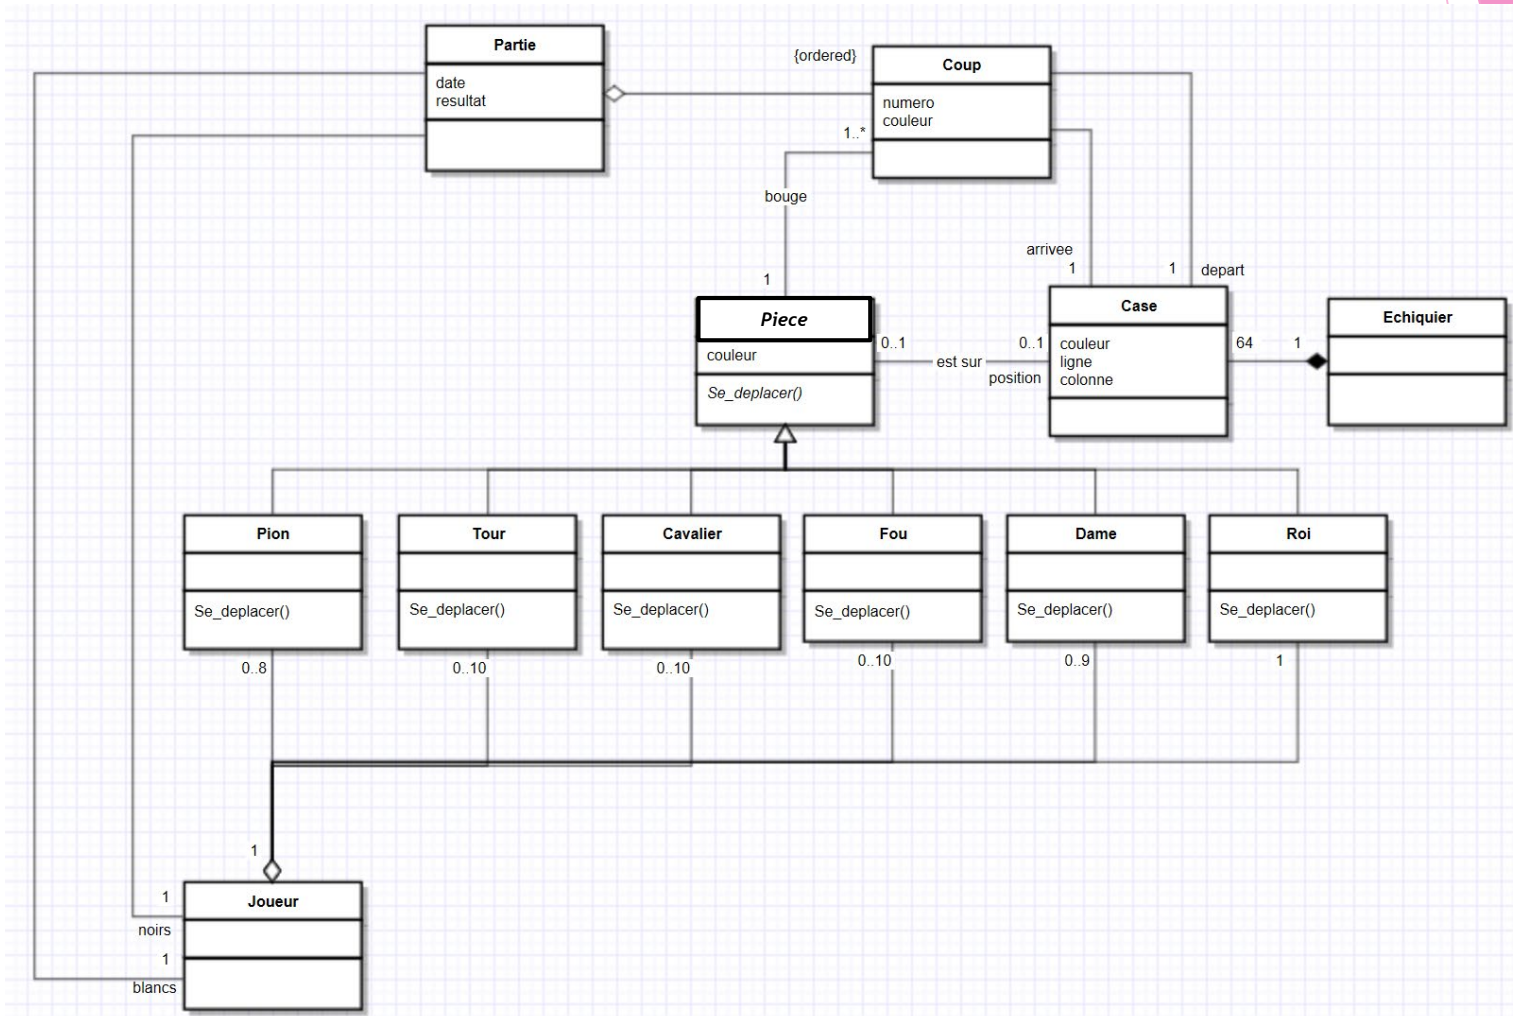 Partie
date
resultat
{ordered}
Coup
numero
couleur
1..*
bouge
1
arrivee
1
1
depart
Piece
couleur
Se_deplacer()
0..1
est sur
0..1
position
Case
couleur
ligne
colonne
64
1
Echiquier
Pion
Se_deplacer()
0..8
Tour
Se_deplacer()
0..10
Cavalier
Se_deplacer()
0..10
Fou
Se_deplacer()
0..10
Dame
Se_deplacer()
0..9
Roi
Se_deplacer()
1
1
Joueur
1
noirs
1
blancs